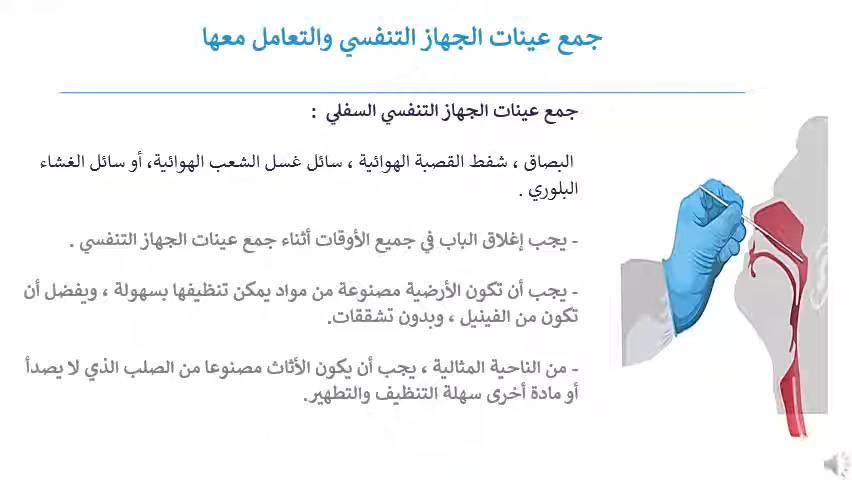 جمع عينات الجهاز التنفسي والتعامل معها
جمع عينات الجهاز التنفسي السفلي :
البصاق ، شفط القصبة الهوائية ، سائل غسل الشعب الهوائية، أو سائل الغشاء
البلوري .
- يجب إغلاق الباب في جميع الأوقات أثناء جمع عينات الجهاز التنفسي .
- يجب أن تكون الأرضية مصنوعة من مواد يمكن تنظيفها بسهولة ، ويفضل أن
تكون من الفينيل ، وبدون تشققات.
- من الناحية المثالية ، يجب أن يكون الأثاث مصنوعا من الصلب الذي لا يصدأ
أو مادة أخرى سهلة التنظيف والتطهير.